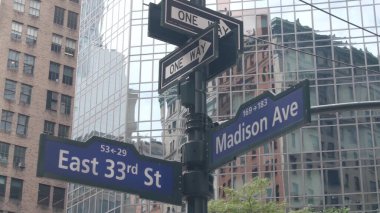 ONE WAY
ONE WAY
169→183
Madison Ave
53←29
East 33rd St